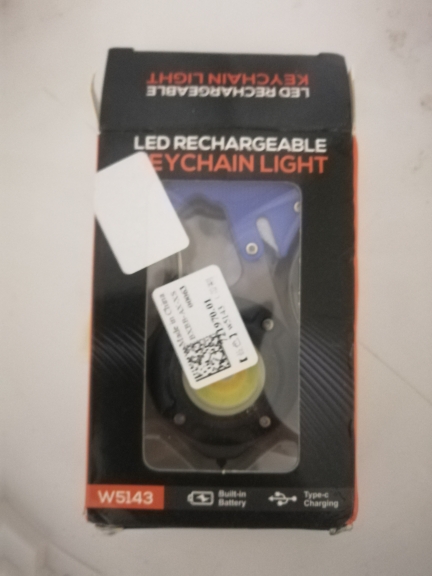 LED RECHARGEABLE
KEYCHAIN LIGHT
LED RECHARGEABLE
EYCHAIN LIGHT
Made in China
W5143
Built-in
Battery
Type-c
Charging